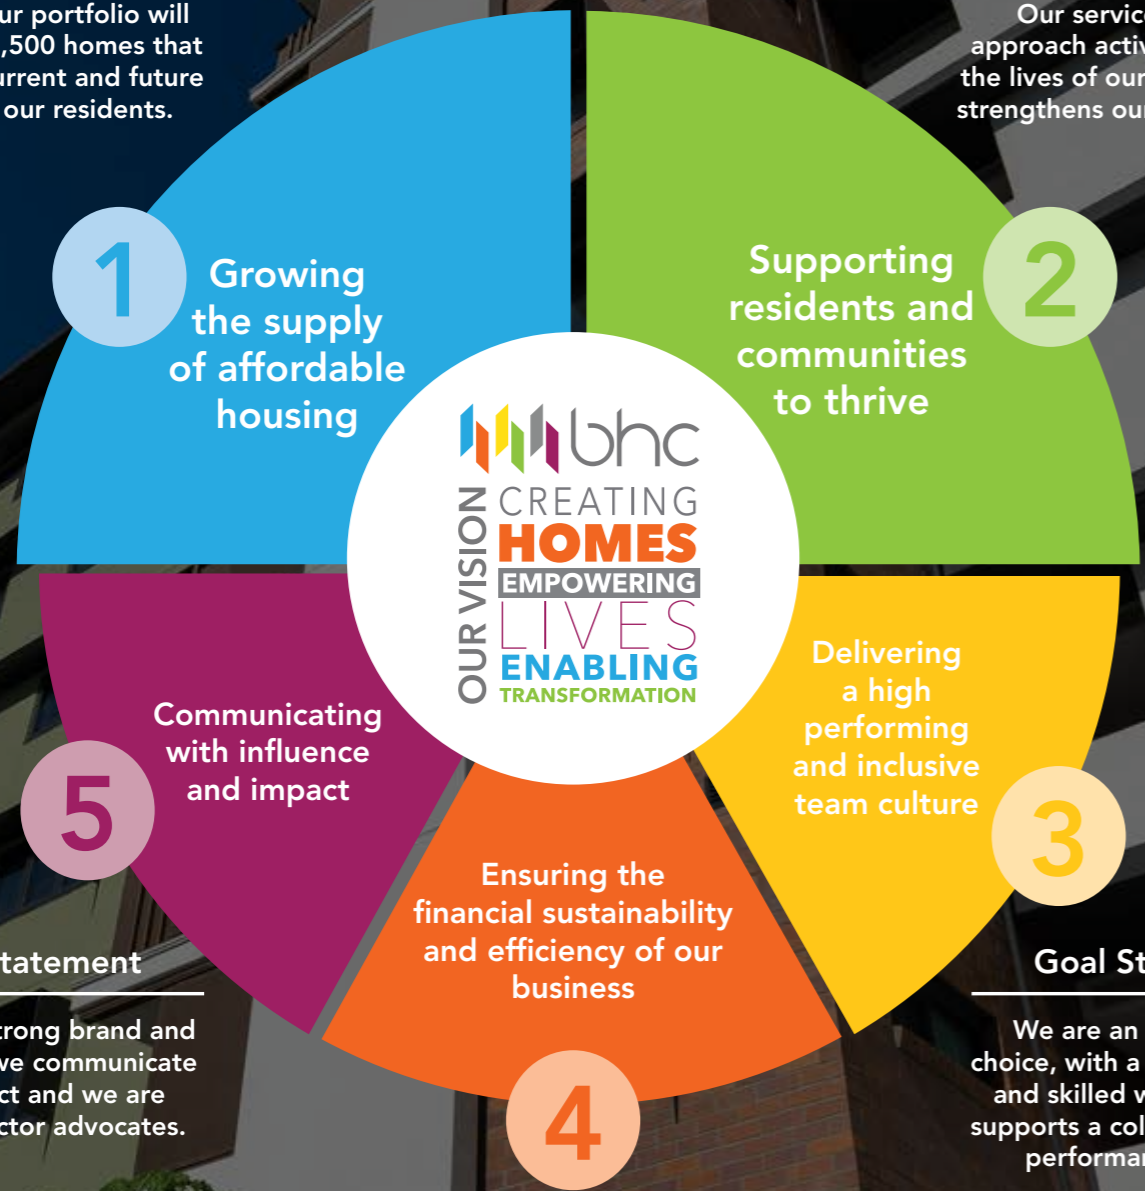 ur portfolio will
,500 homes that
urrent and future
our residents.
Our servic
approach activ
the lives of our
strengthens our
1
Growing
the supply
of affordable
housing
2
Supporting
residents and
communities
to thrive
bhc
OUR VISION
CREATING
HOMES
EMPOWERING
LIVES
ENABLING
TRANSFORMATION
3
Delivering
a high
performing
and inclusive
team culture
4
Ensuring the
financial sustainability
and efficiency of our
business
5
Communicating
with influence
and impact
tatement
trong brand and
we communicate
ct and we are
ctor advocates.
Goal St
We are an
choice, with a
and skilled w
supports a col
performan